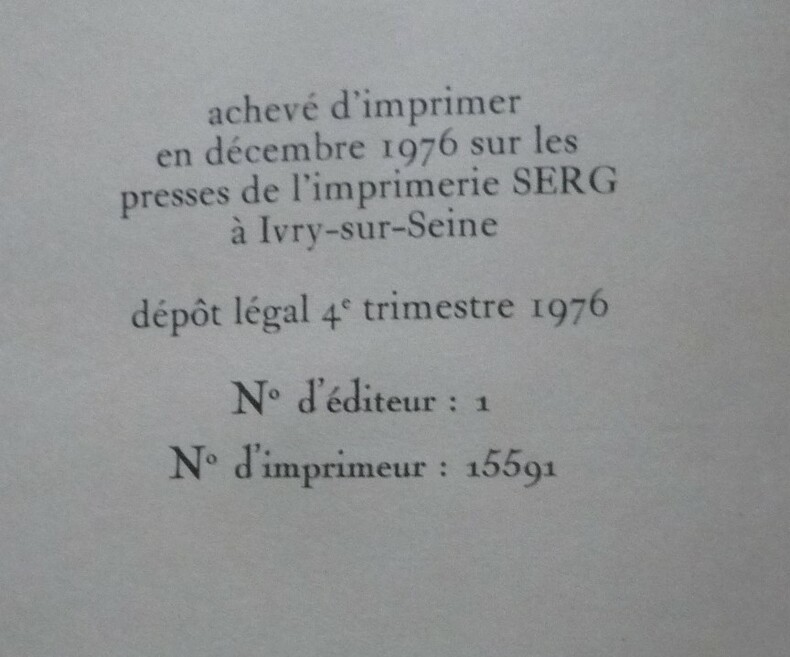 achevé d'imprimer
en décembre 1976 sur les
presses de l'imprimerie SERG
à Ivry-sur-Seine
dépôt légal 4e trimestre 1976
No d'éditeur : 1
No d'imprimeur : 15591